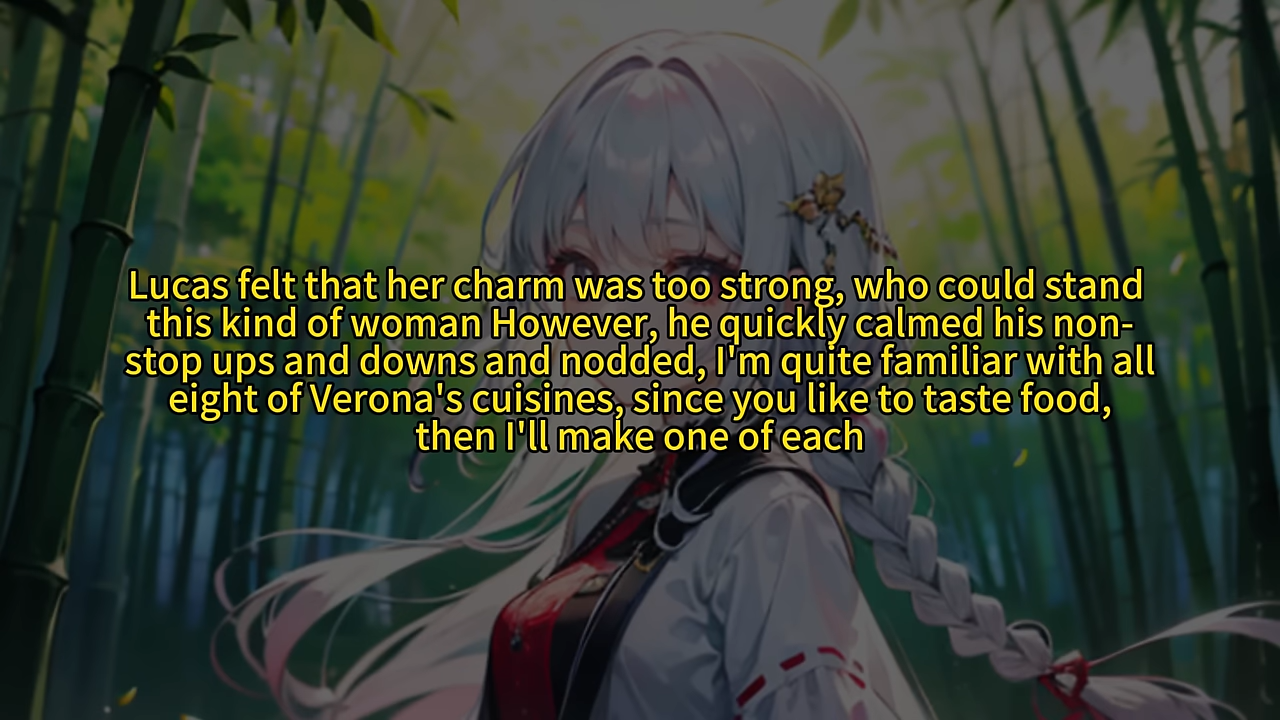 Lucas felt that her charm was too strong, who could stand
this kind of woman However, he quickly calmed his non-
stop ups and downs and nodded, I'm quite familiar with all
eight of Verona's cuisines, since you like to taste food,
then I'll make one of each